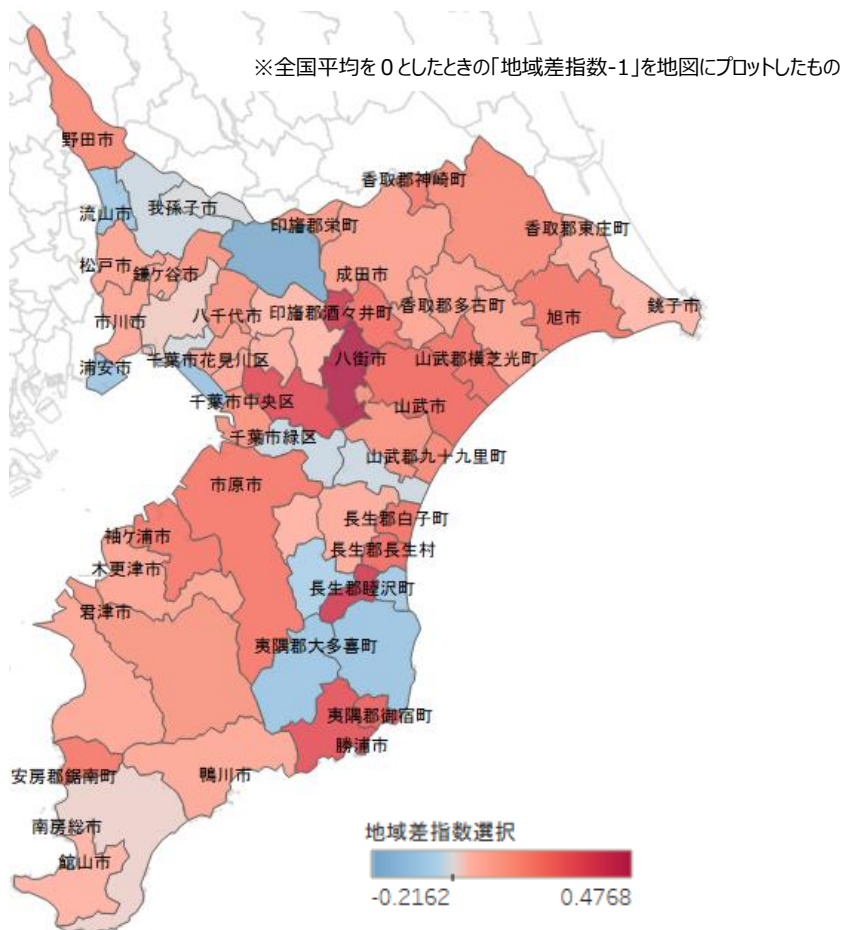 ※全国平均を０としたときの「地域差指数-1」を地図にプロットしたもの
野田市
香取郡神崎町
流山市
我孫子市
印旛郡栄町
香取郡東庄町
松戸市
鎌ケ谷市
成田市
市川市
八千代市
印旛郡酒々井町
香取郡多古町
旭市
銚子市
浦安市
千葉市花見川区
八街市
山武郡横芝光町
千葉市中央区
山武市
千葉市緑区
山武郡九十九里町
市原市
長生郡白子町
袖ケ浦市
長生郡長生村
木更津市
長生郡睦沢町
君津市
夷隅郡大多喜町
夷隅郡御宿町
勝浦市
安房郡鋸南町
鴨川市
南房総市
館山市
地域差指数選択
-0.2162 0.4768